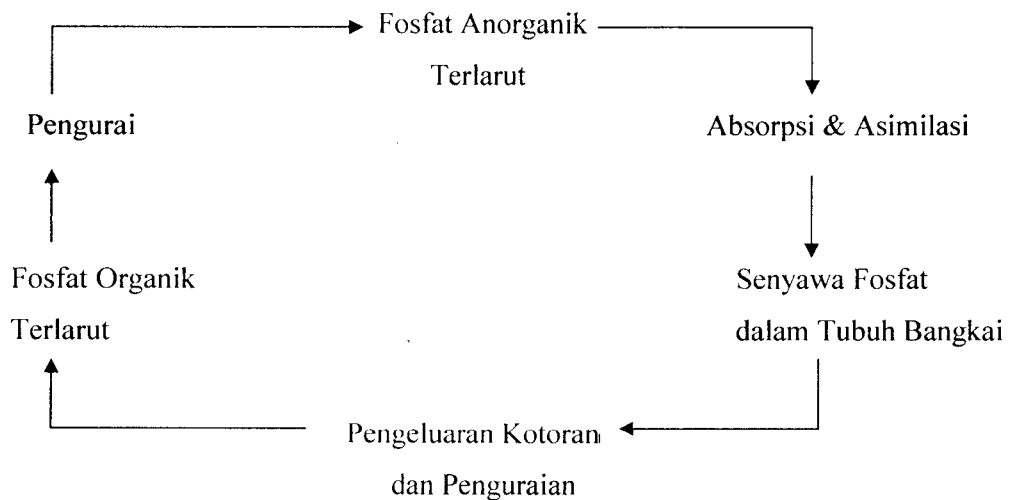 Fosfat Anorganik
Terlarut
Pengurai
Absorpsi & Asimilasi
Fosfat Organik
Terlarut
Senyawa Fosfat
dalam Tubuh Bangkai
Pengeluaran Kotoran
dan Penguraian